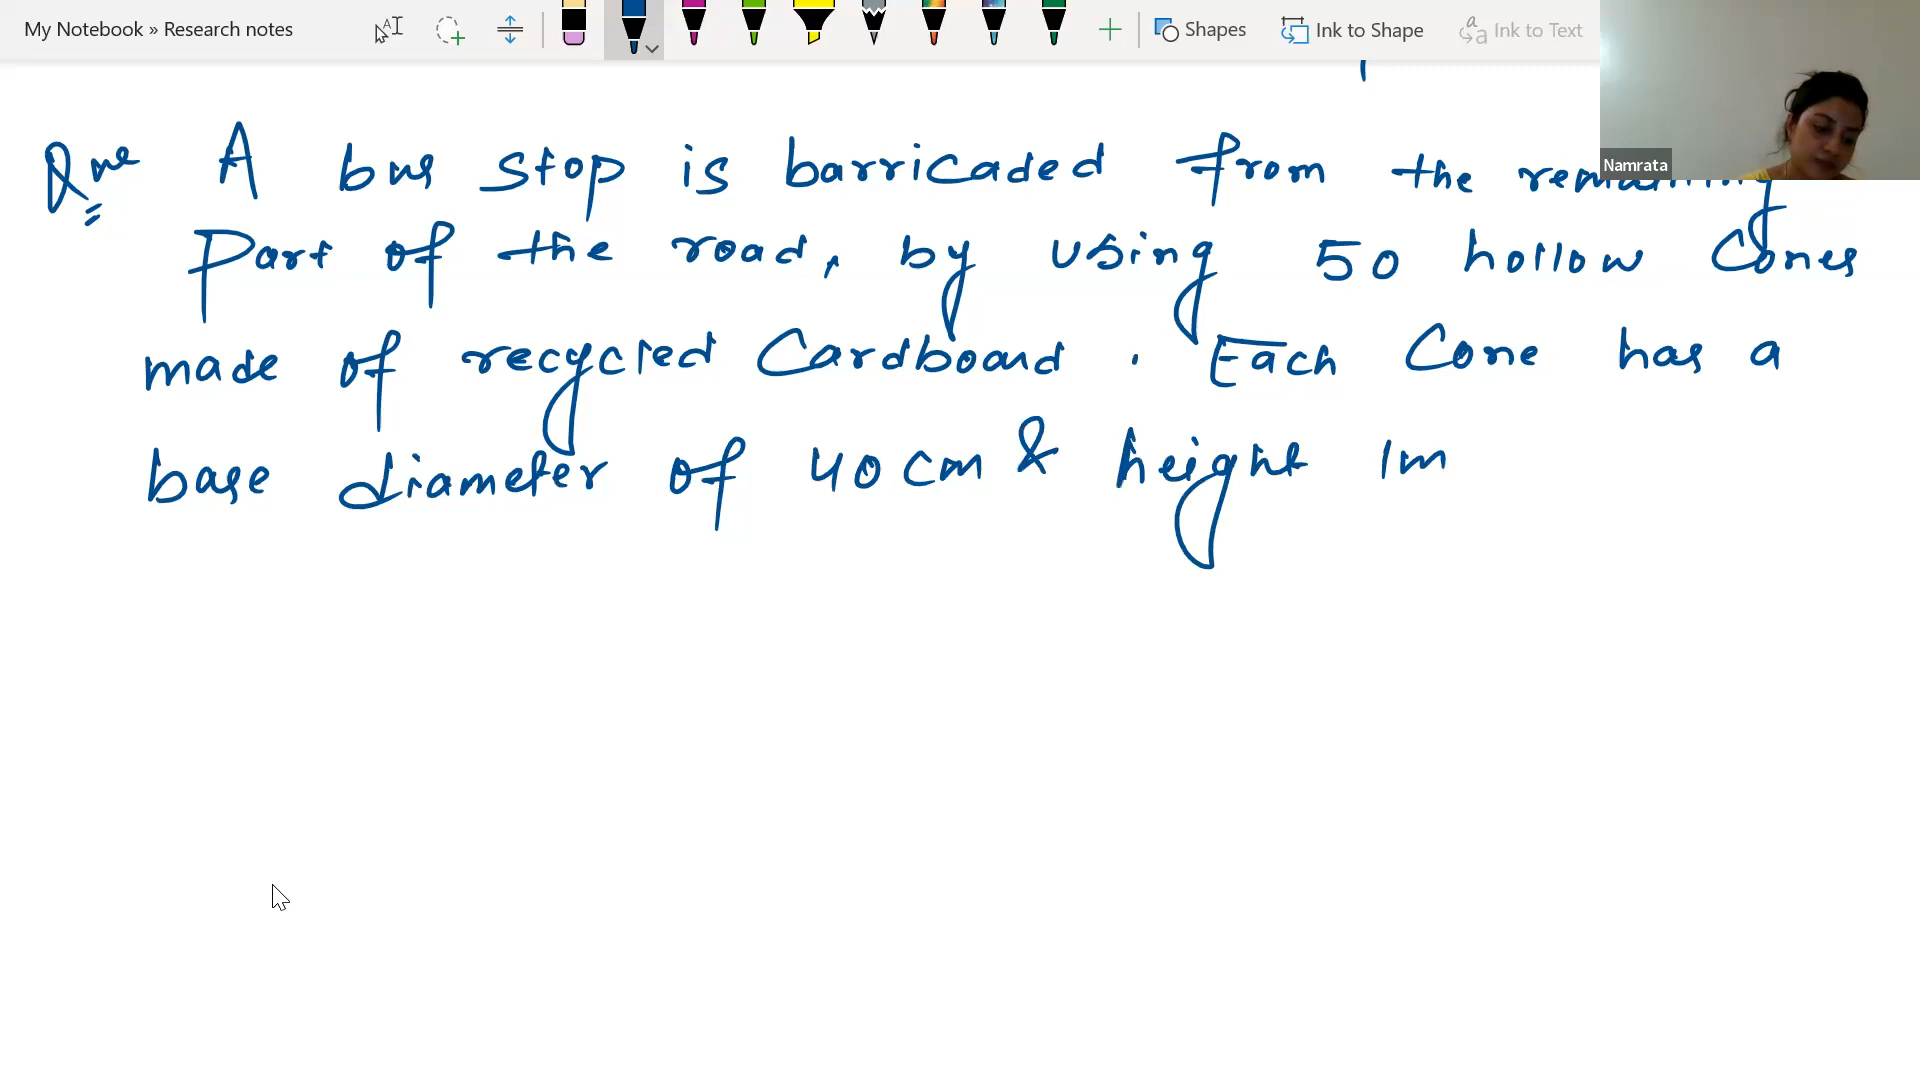 My Notebook » Research notes
Shapes
Ink to Shape
Ink to Text
Namrata
Que A bus stop is barricaded from the remaining
Part of the road, by using 50 hollow Cones
made of recycled Cardboard . Each Cone has a
base diameter of 40 cm & height 1m